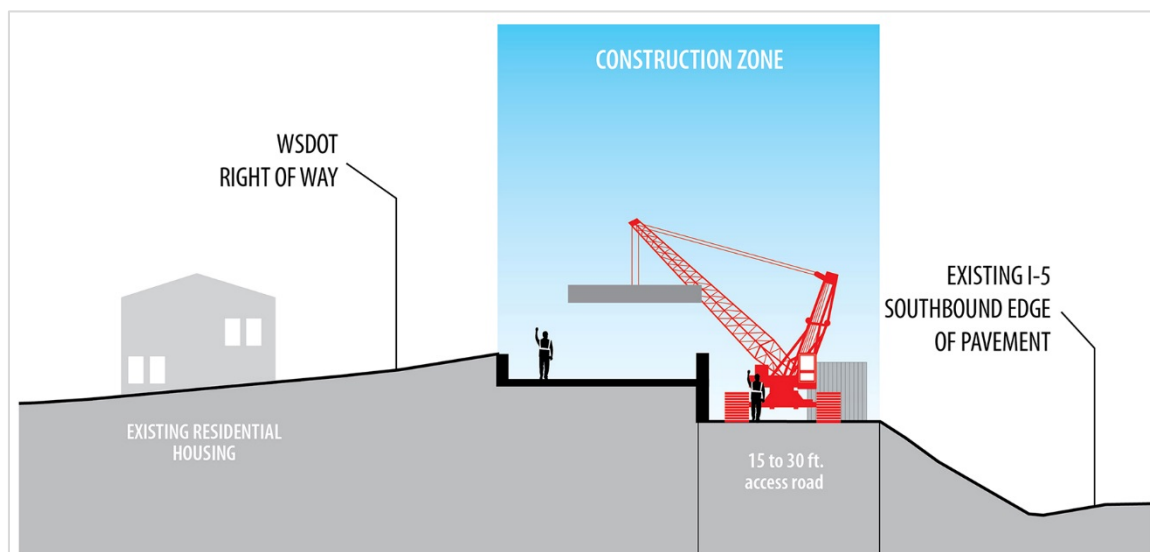 CONSTRUCTION ZONE
WSDOT
RIGHT OF WAY
EXISTING I-5
SOUTHBOUND EDGE
OF PAVEMENT
EXISTING RESIDENTIAL
HOUSING
15 to 30 ft.
access road